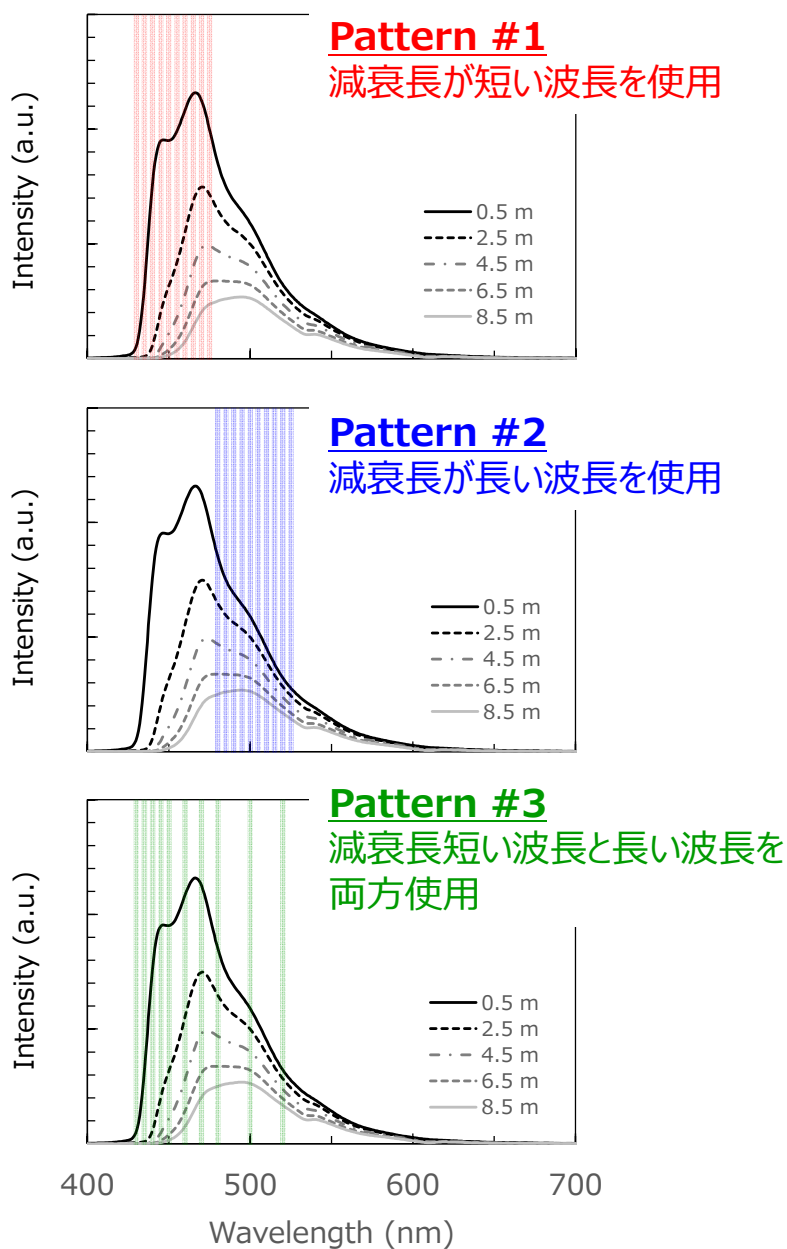 Pattern #1
減衰長が短い波長を使用
Intensity (a.u.)
0.5 m
2.5 m
4.5 m
6.5 m
8.5 m
Pattern #2
減衰長が長い波長を使用
Intensity (a.u.)
0.5 m
2.5 m
4.5 m
6.5 m
8.5 m
Pattern #3
減衰長短い波長と長い波長を
両方使用
Intensity (a.u.)
0.5 m
2.5 m
4.5 m
6.5 m
8.5 m
400 500 600 700
Wavelength (nm)